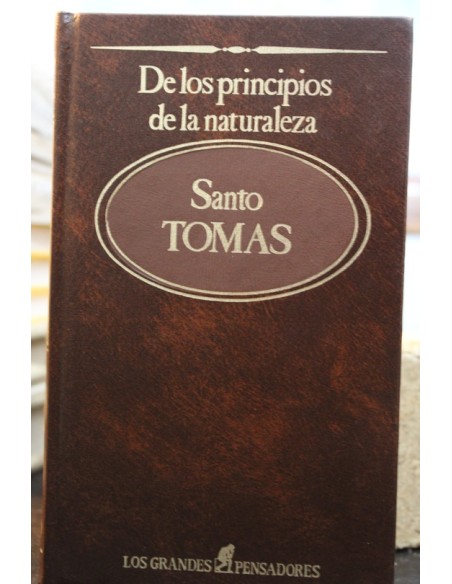 De los principios
de la naturaleza
Santo
TOMAS
LOS GRANDES PENSADORES